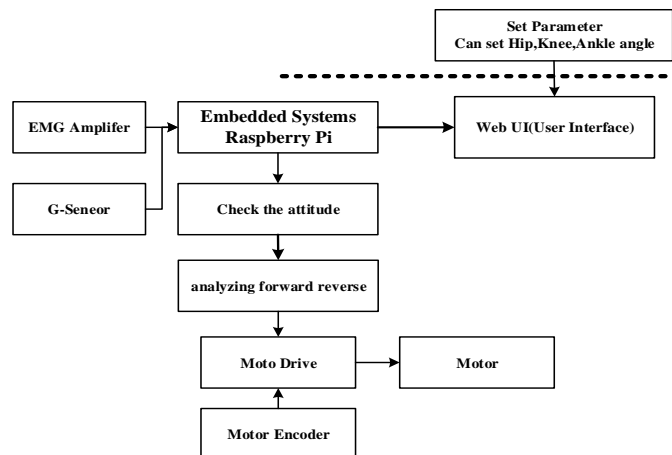 Set Parameter
Can set Hip,Knee,Ankle angle
EMG Amplifer
Embedded Systems
Raspberry Pi
Web UI(User Interface)
G-Seneor
Check the attitude
analyzing forward reverse
Moto Drive
Motor
Motor Encoder